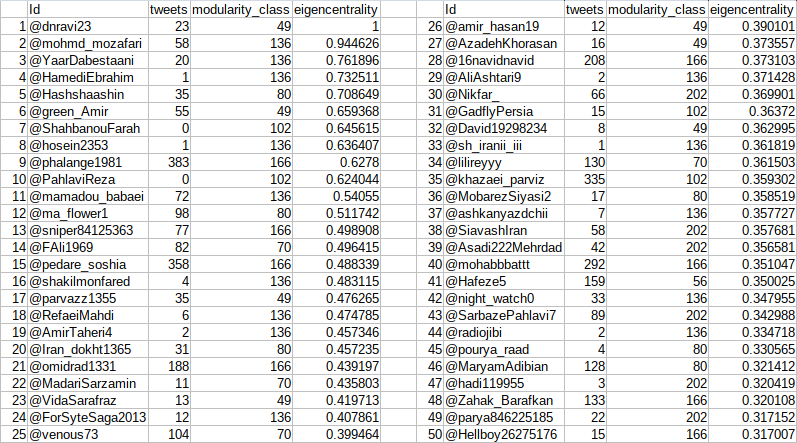 Id tweets modularity_class eigencentrality
1 @dnravi23 23 49 1
2 @mohmd_mozafari 58 136 0.944626
3 @YaarDabestani 20 136 0.761896
4 @HamediEbrahim 1 136 0.732511
5 @Hashshaashin 35 80 0.708649
6 @green_Amir 55 49 0.659368
7 @ShahbanouFarah 0 102 0.645615
8 @hosein2353 1 136 0.636407
9 @phalange1981 383 166 0.6278
10 @PahlaviReza 0 102 0.624044
11 @mamadou_babaei 72 136 0.54055
12 @ma_flower1 98 80 0.511742
13 @sniper84125363 77 166 0.498908
14 @FAli1969 82 70 0.496415
15 @pedare_soshia 358 166 0.488339
16 @shakilmonfared 4 136 0.483115
17 @parvazz1355 35 49 0.476265
18 @RefaeiMahdi 6 136 0.474785
19 @AmirTaheri4 2 136 0.457346
20 @Iran_dokht1365 31 80 0.457235
21 @omidrad1331 188 166 0.439197
22 @MadariSarzamin 11 70 0.435803
23 @VidaSarafraz 13 49 0.419713
24 @ForSyteSaga2013 12 136 0.407861
25 @venous73 104 70 0.399464
Id tweets modularity_class eigencentrality
26 @amir_hasan19 12 49 0.390101
27 @AzadehKhorasan 16 49 0.373557
28 @16navidnavid 208 166 0.373103
29 @AliAshtari9 2 136 0.371428
30 @Nikfar_ 66 202 0.369901
31 @GadflyPersia 15 102 0.36372
32 @David19298234 8 49 0.362995
33 @sh_iranii_iii 1 136 0.361819
34 @lilireyyy 130 70 0.361503
35 @khazaei_parviz 335 102 0.359302
36 @MobarezSiyasi2 17 80 0.358519
37 @ashkanyazdchii 7 136 0.357727
38 @SiavashIran 58 202 0.357681
39 @Asadi222Mehrdad 42 202 0.356581
40 @mohabbbattt 292 166 0.351047
41 @Hafeze5 159 56 0.350025
42 @night_watch0 33 136 0.347955
43 @SarbazePahlavi7 89 202 0.342988
44 @radiojibi 2 136 0.334718
45 @pourya_raad 4 80 0.330565
46 @MaryamAdibian 128 80 0.321412
47 @hadi119955 3 202 0.320419
48 @Zahak_Barafkan 133 166 0.320108
49 @parya846225185 22 202 0.317152
50 @Hellboy26275176 15 166 0.317007